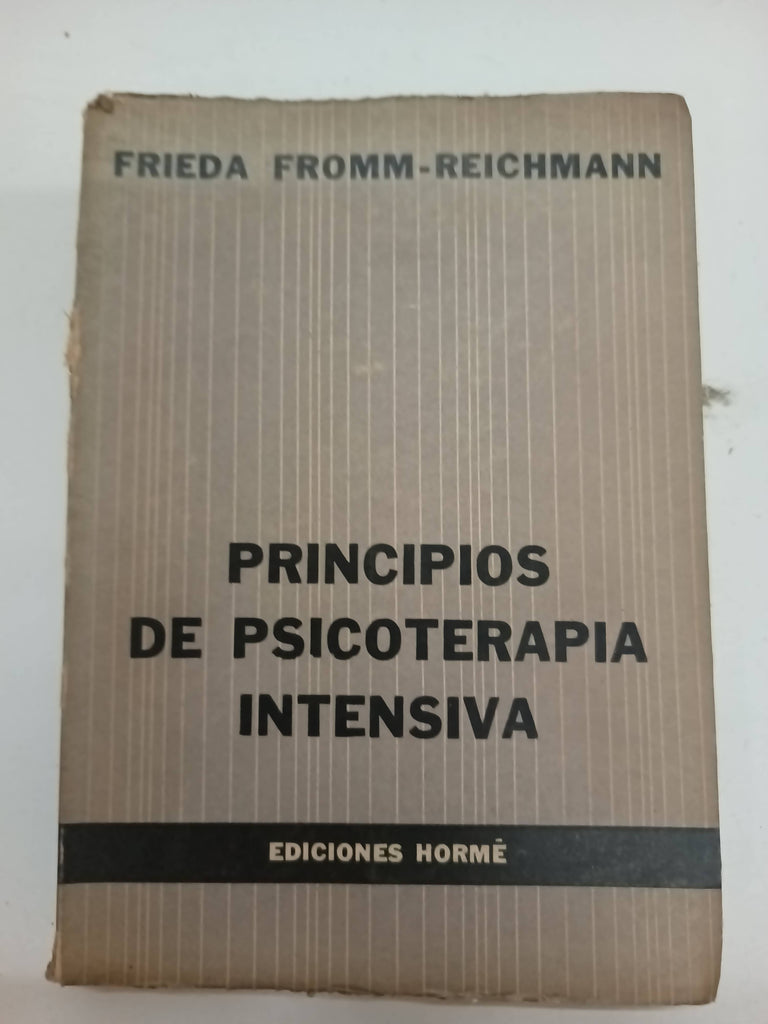 FRIEDA FROMM-REICHMANN
PRINCIPIOS
DE PSICOTERAPIA
INTENSIVA
EDICIONES HORMÉ